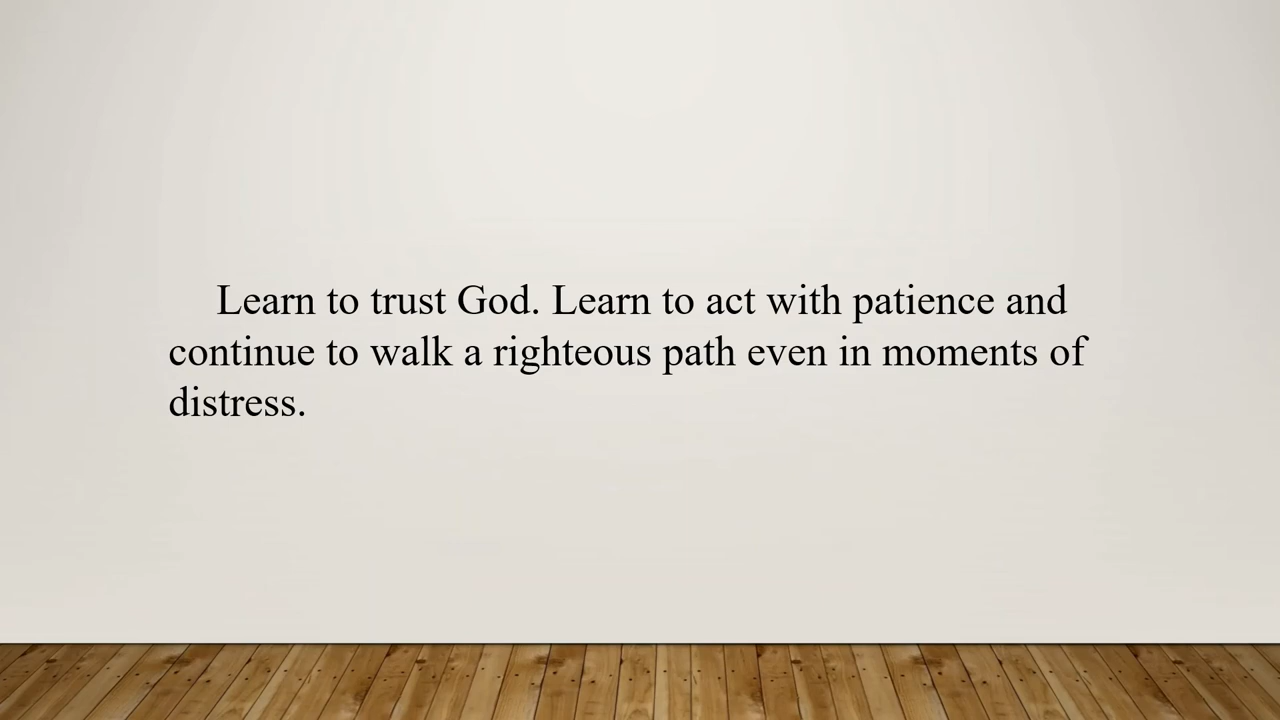 Learn to trust God. Learn to act with patience and
continue to walk a righteous path even in moments of
distress.